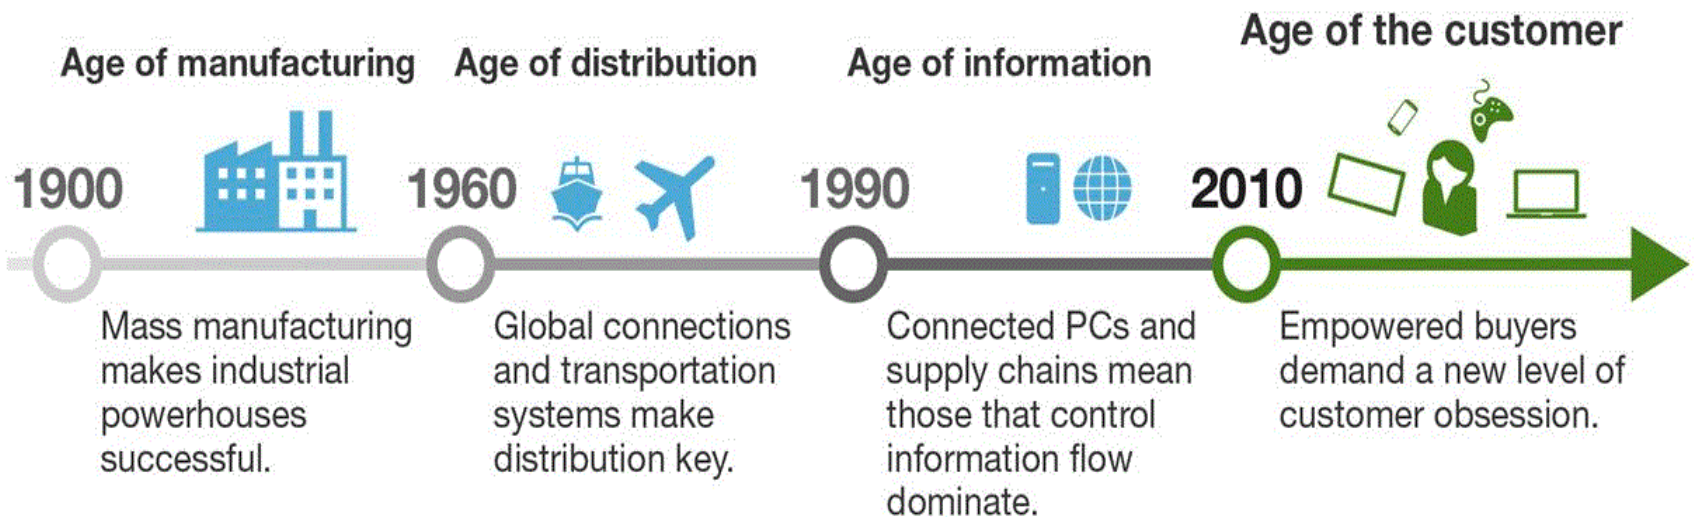 Age of manufacturing
1900
Mass manufacturing
makes industrial
powerhouses
successful.
Age of distribution
1960
Global connections
and transportation
systems make
distribution key.
Age of information
1990
Connected PCs and
supply chains mean
those that control
information flow
dominate.
Age of the customer
2010
Empowered buyers
demand a new level of
customer obsession.